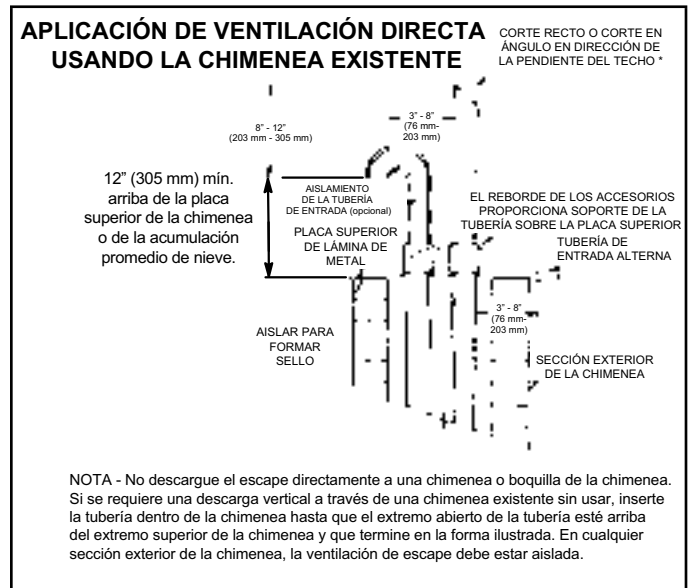 APLICACIÓN DE VENTILACIÓN DIRECTA
USANDO LA CHIMENEA EXISTENTE
CORTE RECTO O CORTE EN
ÁNGULO EN DIRECCIÓN DE
LA PENDIENTE DEL TECHO *
8” - 12”
(203 mm - 305 mm)
3” - 8”
(76 mm-
203 mm)
12” (305 mm) mín.
arriba de la placa
superior de la chimenea
o de la acumulación
promedio de nieve.
AISLAMIENTO
DE LA TUBERÍA
DE ENTRADA (opcional)
PLACA SUPERIOR
DE LÁMINA DE
METAL
EL REBORDE DE LOS ACCESORIOS
PROPORCIONA SOPORTE DE LA
TUBERÍA SOBRE LA PLACA SUPERIOR
TUBERÍA DE
ENTRADA ALTERNA
AISLAR PARA
FORMAR
SELLO
3” - 8”
(76 mm-
203 mm)
SECCIÓN EXTERIOR
DE LA CHIMENEA
NOTA - No descargue el escape directamente a una chimenea o boquilla de la chimenea.
Si se requiere una descarga vertical a través de una chimenea existente sin usar, inserte
la tubería dentro de la chimenea hasta que el extremo abierto de la tubería esté arriba
del extremo superior de la chimenea y que termine en la forma ilustrada. En cualquier
sección exterior de la chimenea, la ventilación de escape debe estar aislada.